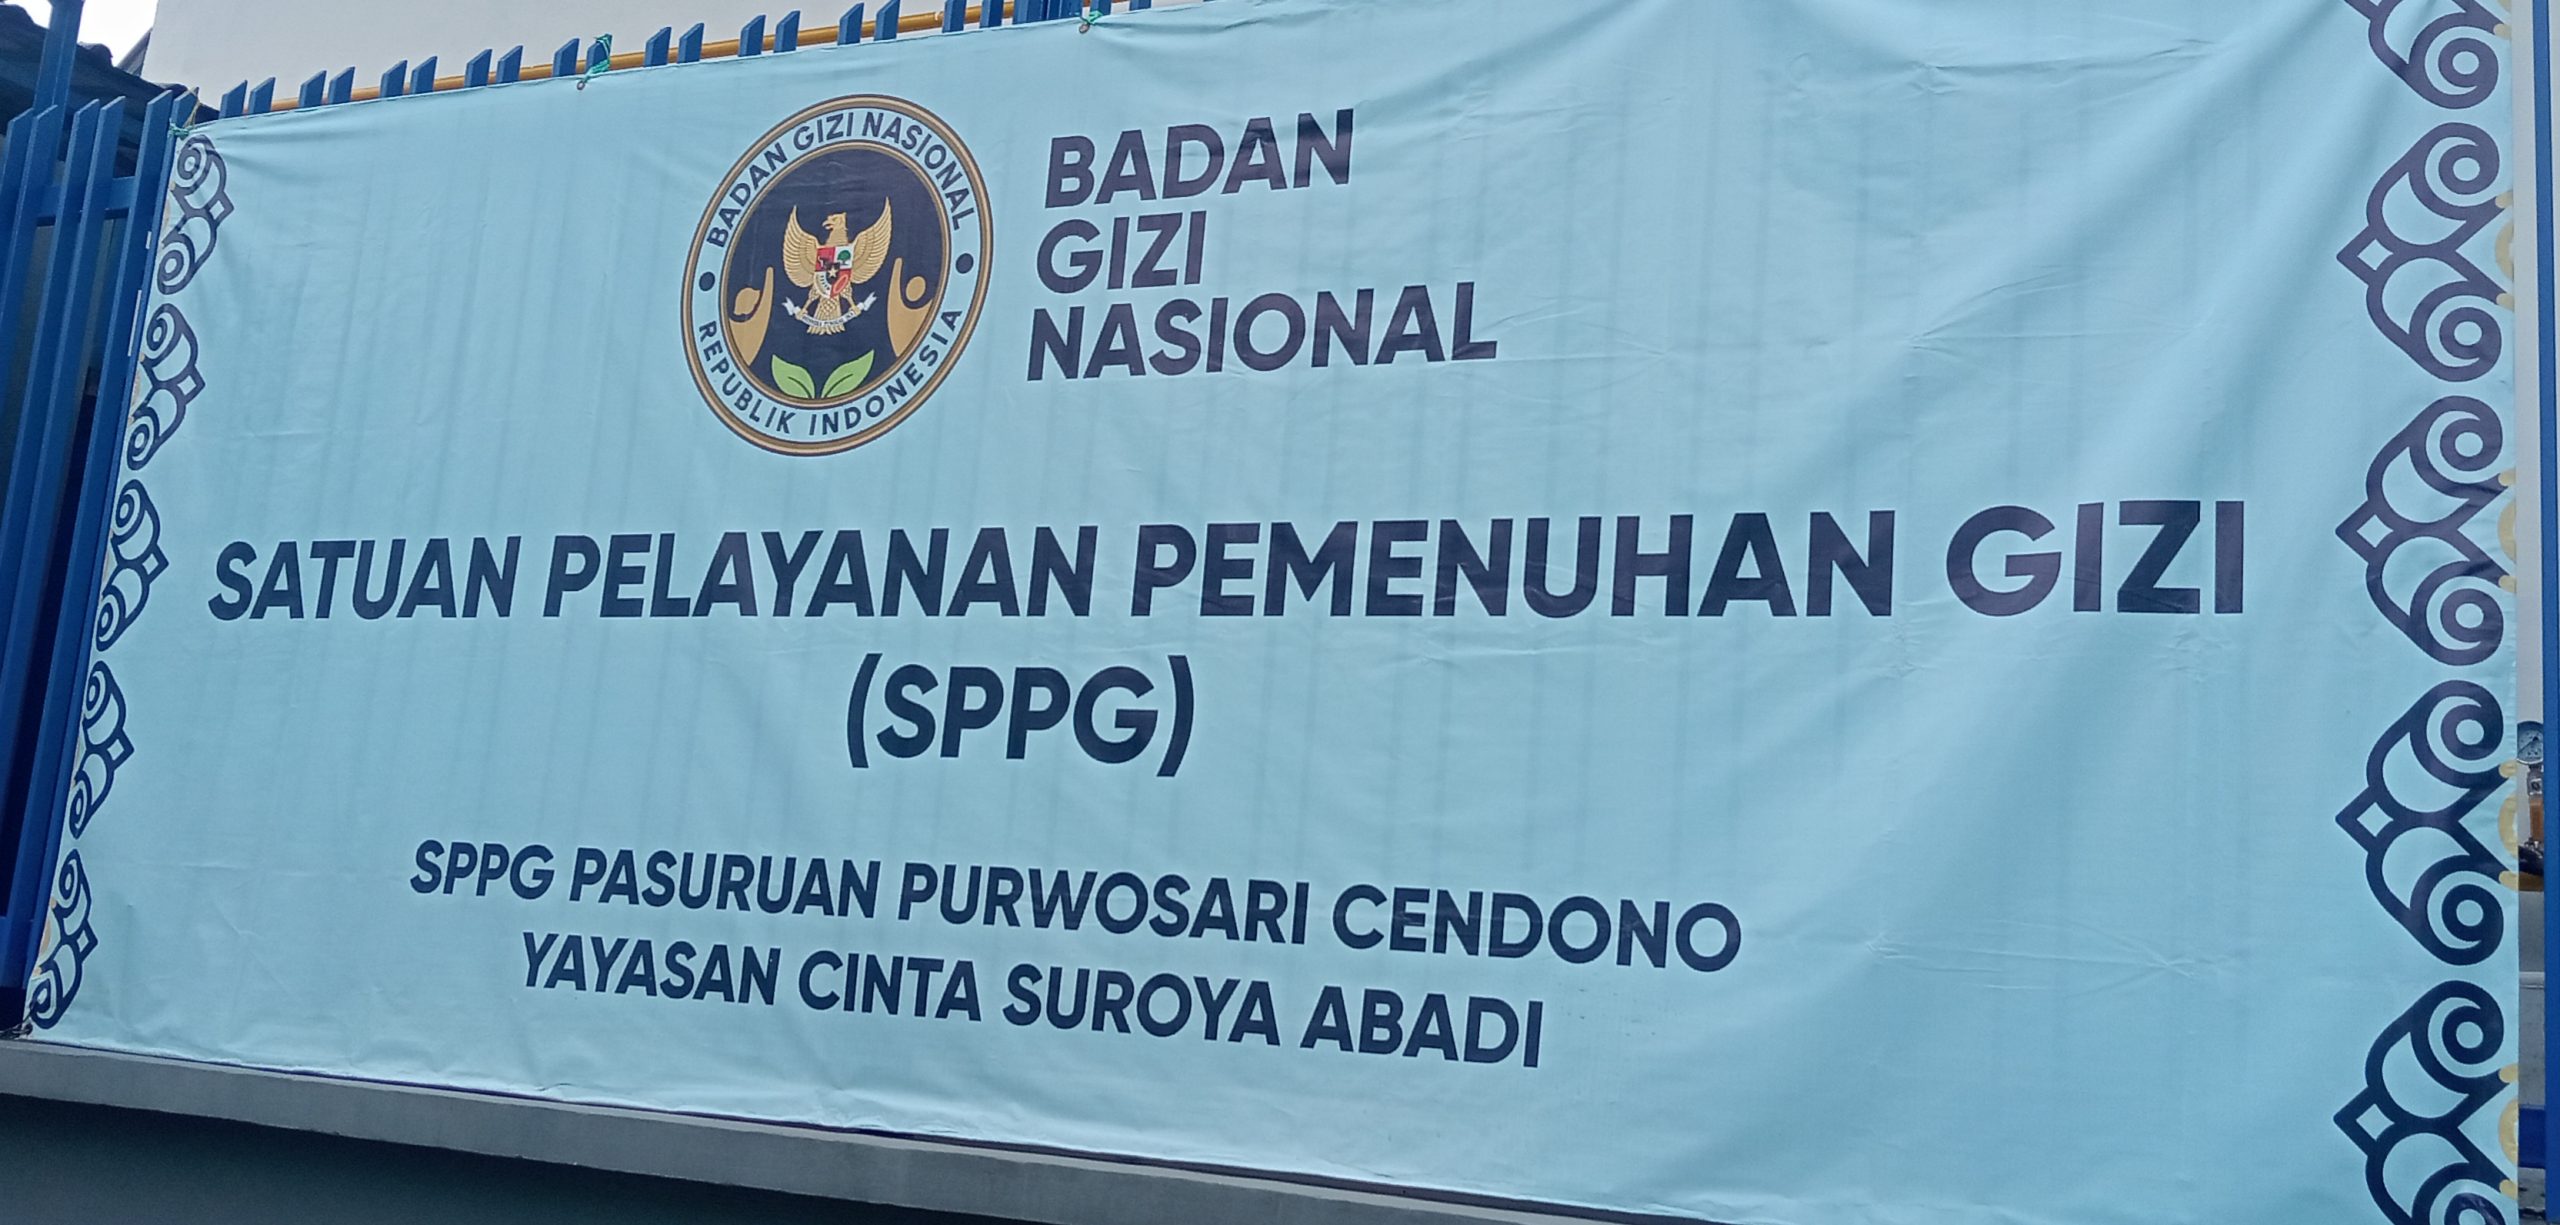 BADAN GIZI NASIONAL
REPUBLIK INDONESIA
BADAN
GIZI
NASIONAL
SATUAN PELAYANAN PEMENUHAN GIZI
(SPPG)
SPPG PASURUAN PURWOSARI CENDONO
YAYASAN CINTA SUROYA ABADI